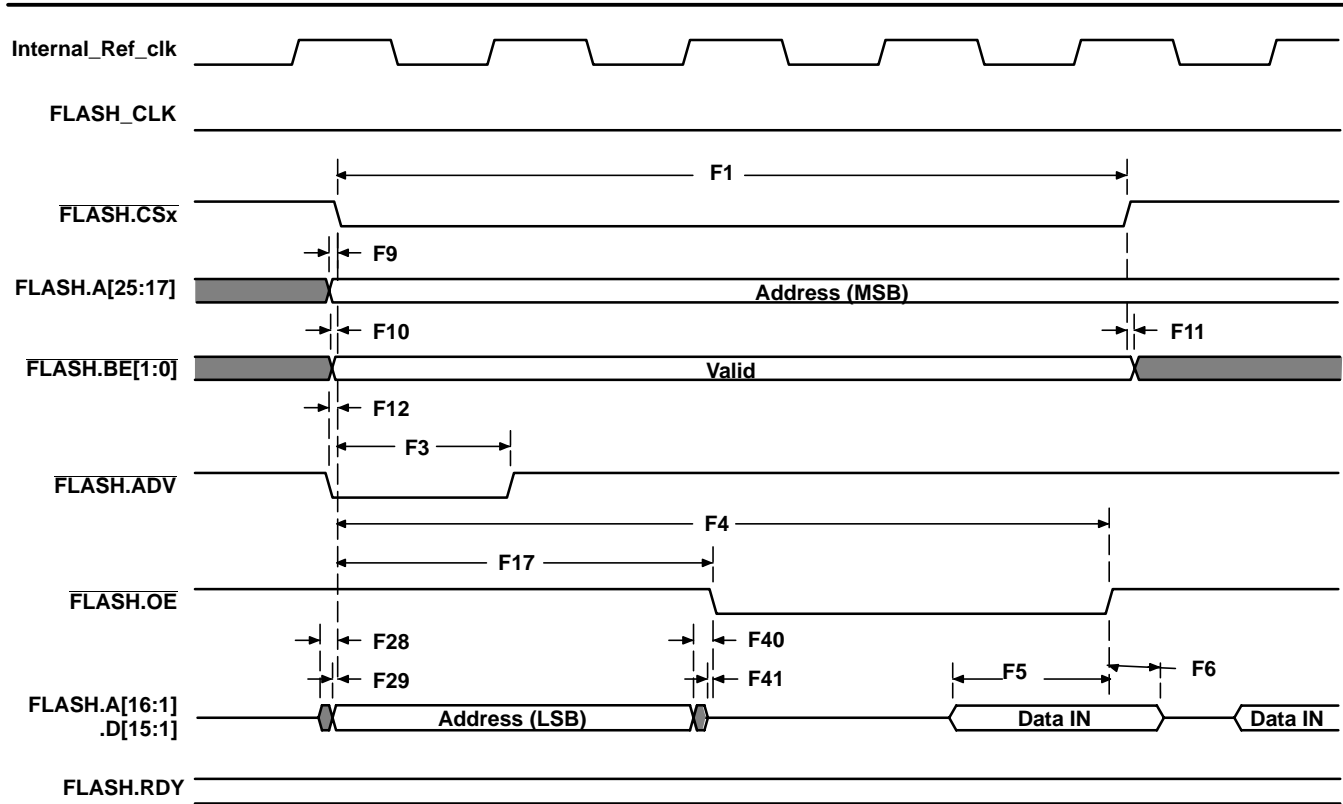 Internal_Ref_clk
FLASH_CLK
F1
FLASH.CSx
F9
FLASH.A[25:17]
Address (MSB)
F10
F11
FLASH.BE[1:0]
Valid
F12
F3
FLASH.ADV
F4
F17
FLASH.OE
F28
F40
F29
F41
F5
F6
FLASH.A[16:1]
.D[15:1]
Address (LSB)
Data IN
Data IN
FLASH.RDY